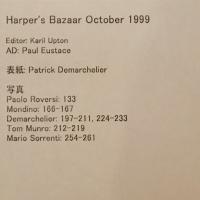 Harper's Bazaar October 1999
Editor: Karil Upton
AD: Paul Eustace
表紙: Patrick Demarchelier
写真
Paolo Roversi: 133
Mondino: 166-167
Demarchelier: 197-211, 224-233
Tom Munro: 212-219
Mario Sorrenti: 254-261